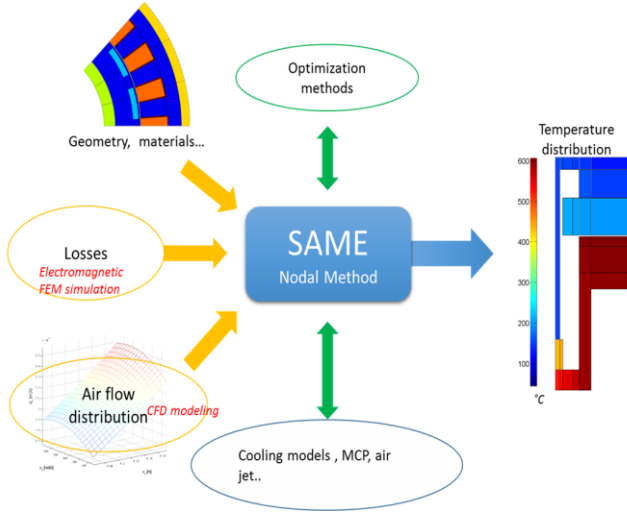 Geometry, materials...
Optimization
methods
Temperature
distribution
Losses
Electromagnetic
FEM simulation
SAME
Nodal Method
600
500
400
300
200
100
°C
Air flow
distribution
CFD modeling
Cooling models , MCP, air
jet..